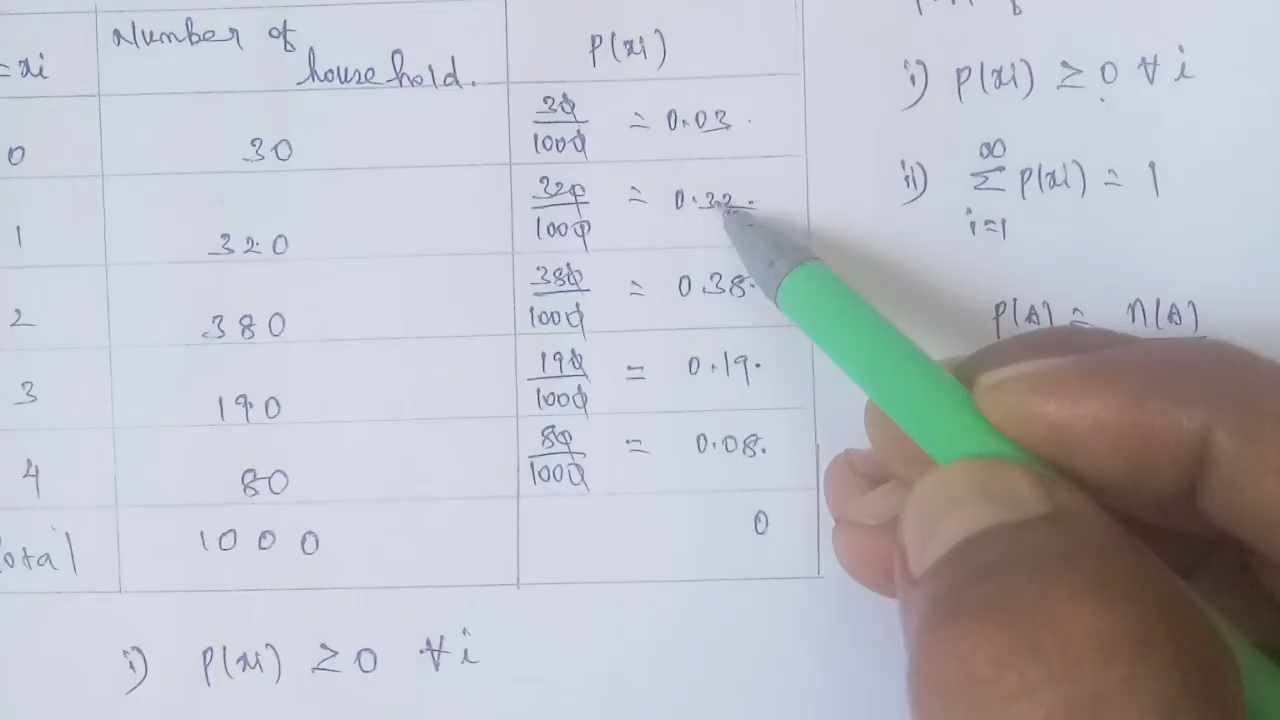 = xi Number of household. P(xi)
0 30 30/1000 = 0.03.
1 320 320/1000 = 0.32.
2 380 380/1000 = 0.38.
3 190 190/1000 = 0.19.
4 80 80/1000 = 0.08.
Total 1000 0
i) P(xi) ≥ 0 ∀ i
i) P(xi) ≥ 0 ∀ i
ii) ∞ Σ i=1 P(xi) = 1
P(A) = n(A)